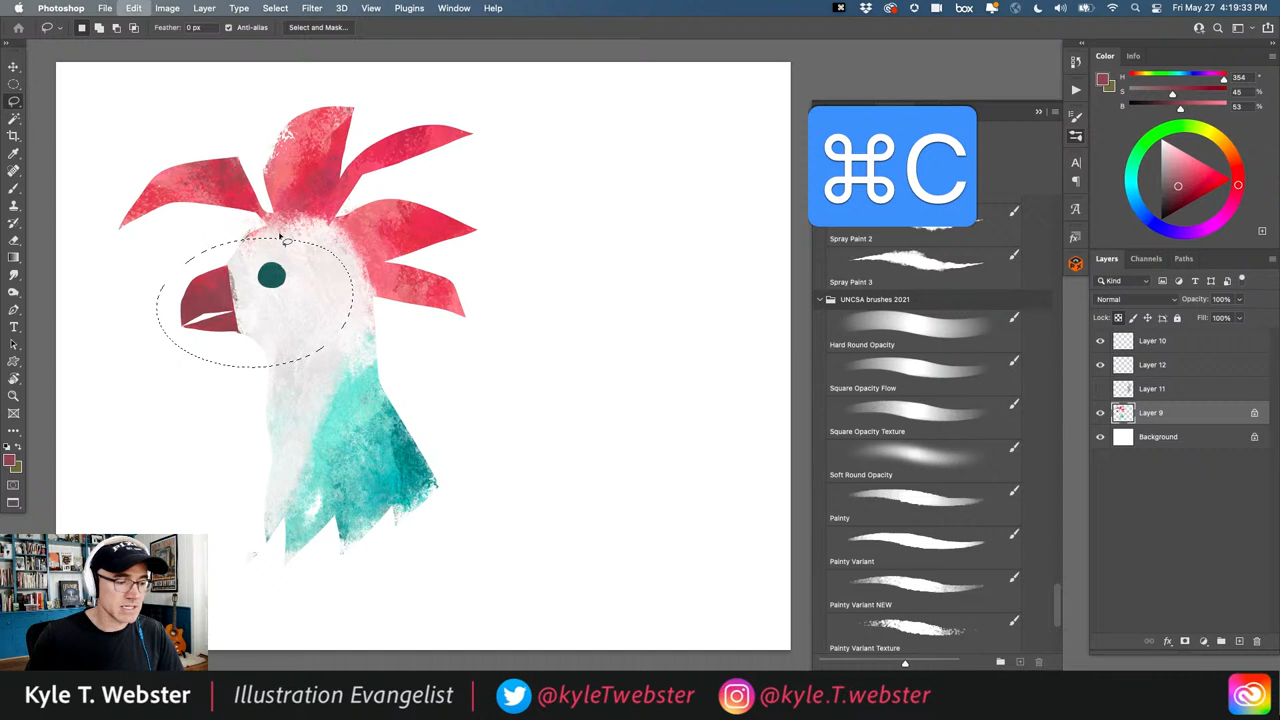 Photoshop File Edit Image Layer Type Select Filter 3D View Plugins Window Help
box
Fri May 27 4:19:33 PM
Feather: 0 px
Anti-alias
Select and Mask...
⌘C
Spray Paint 2
Spray Paint 3
UNCSA brushes 2021
Hard Round Opacity
Square Opacity Flow
Square Opacity Texture
Soft Round Opacity
Painty
Painty Variant
Painty Variant NEW
Painty Variant Texture
Color Info
H 354 °
S 45 %
B 53 %
Layers Channels Paths
Kind
Normal Opacity: 100%
Lock: Fill: 100%
Layer 10
Layer 12
Layer 11
Layer 9
Background
Kyle T. Webster | Illustration Evangelist | @kyleTwebster | @kyle.T.webster